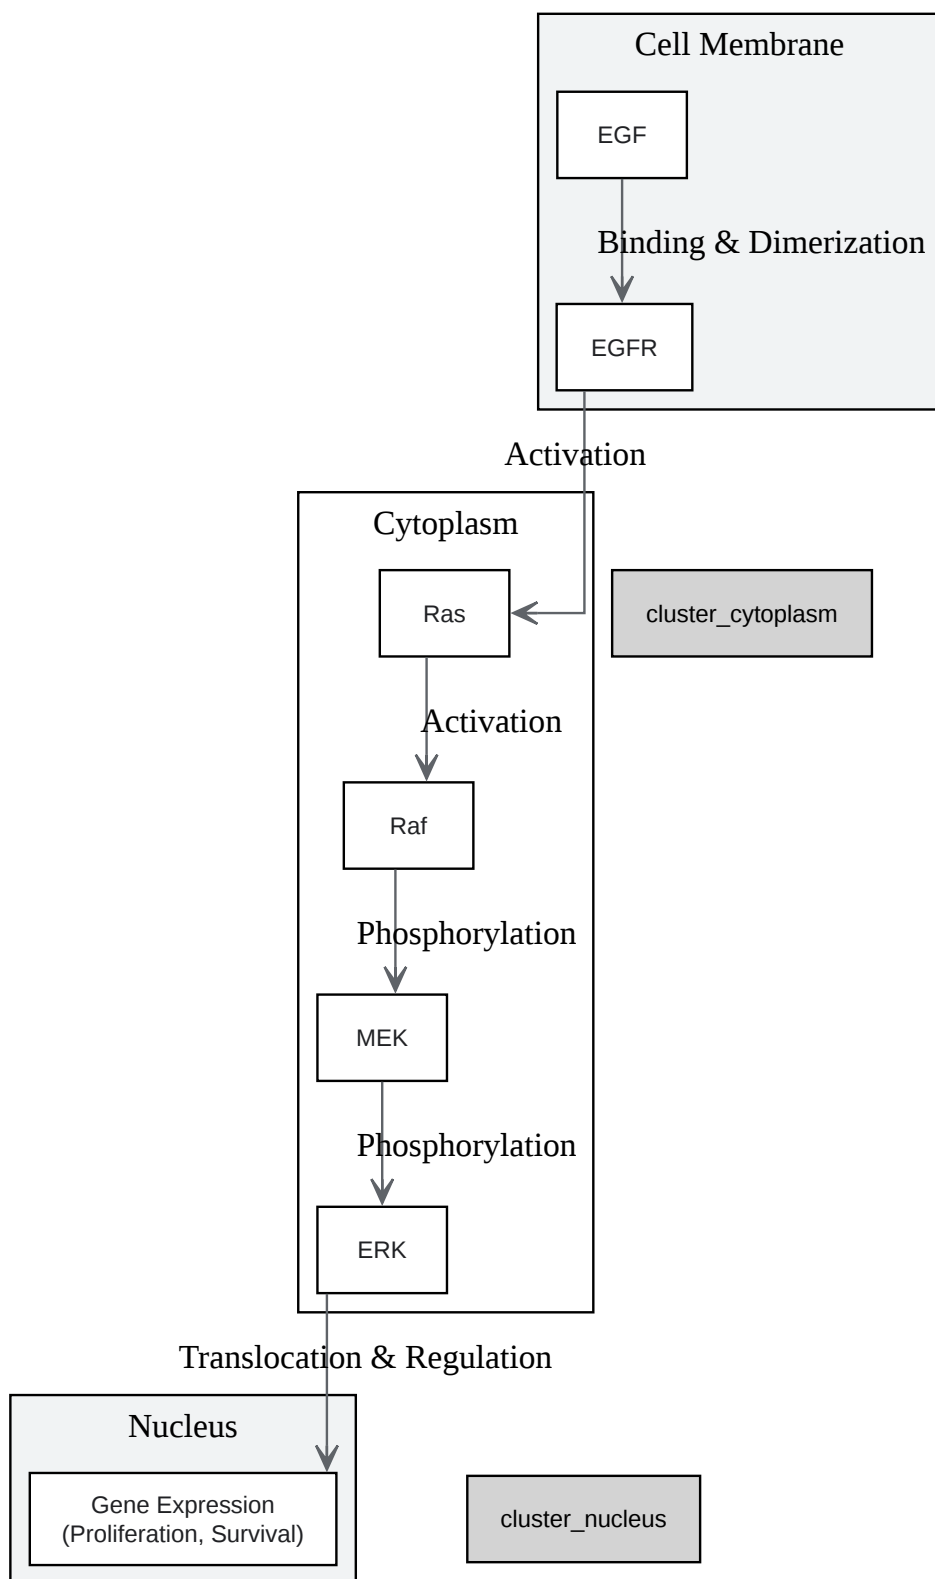 Cell Membrane
EGF
Binding & Dimerization
EGFR
Activation
Cytoplasm
Ras
cluster_cytoplasm
Activation
Raf
Phosphorylation
MEK
Phosphorylation
ERK
Translocation & Regulation
Nucleus
Gene Expression
(Proliferation, Survival)
cluster_nucleus